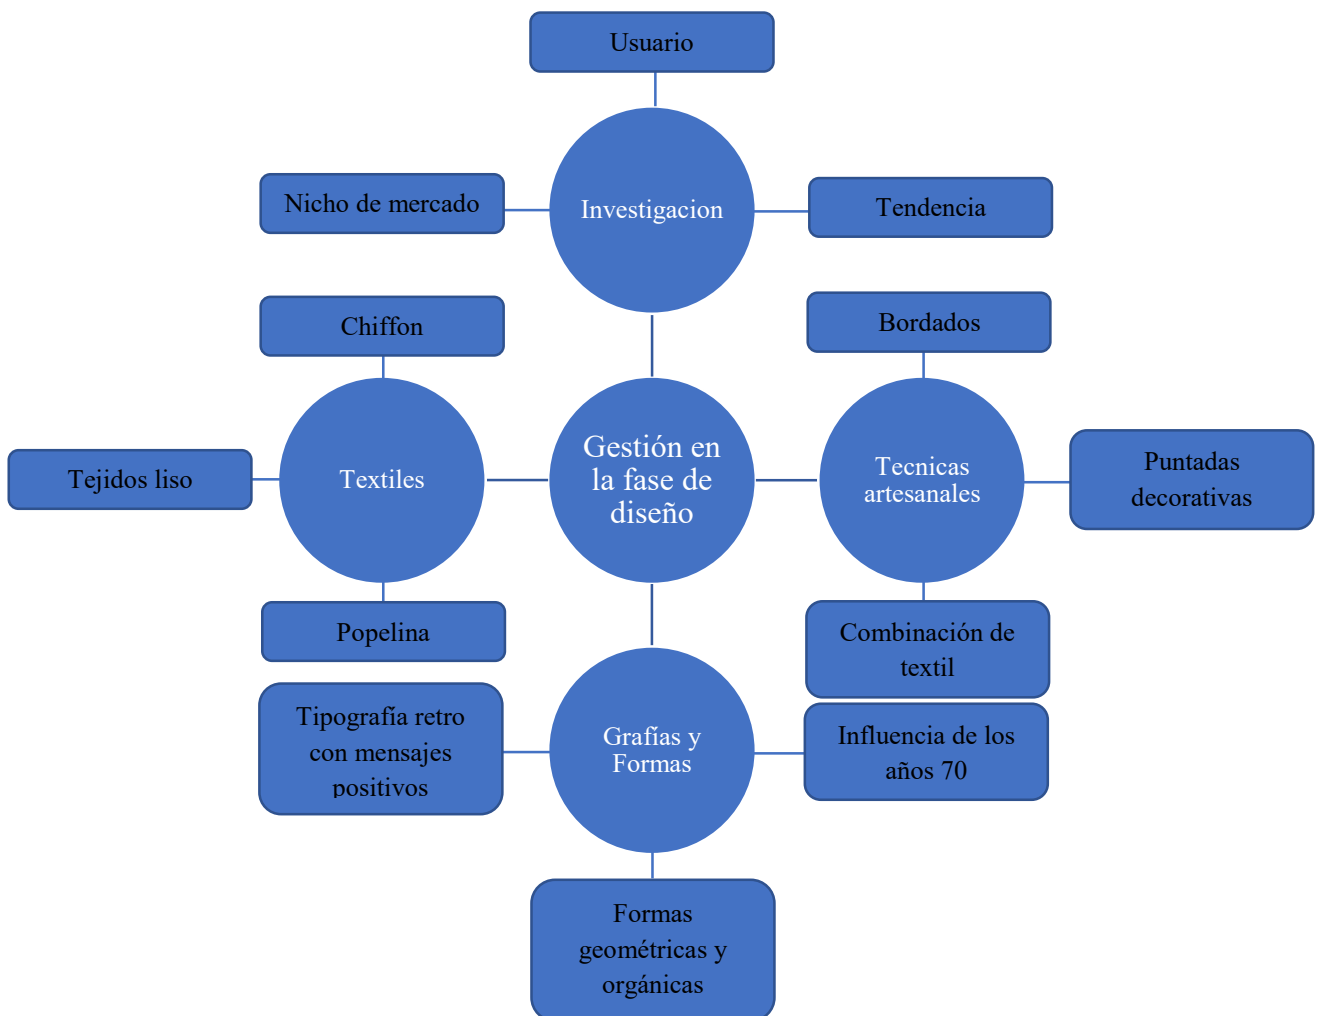 Usuario
Nicho de mercado
Investigacion
Tendencia
Chiffon
Bordados
Tejidos liso
Textiles
Gestión en
la fase de
diseño
Tecnicas
artesanales
Puntadas
decorativas
Popelina
Combinación de
textil
Tipografía retro
con mensajes
positivos
Grafías y
Formas
Influencia de los
años 70
Formas
geométricas y
orgánicas